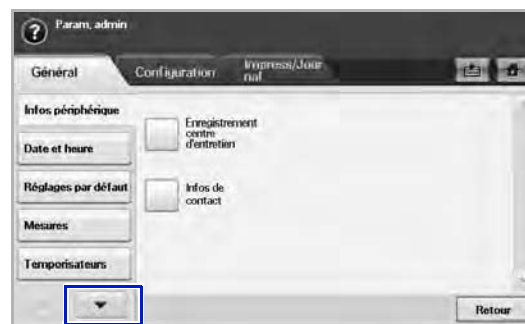 Param, admin
Général
Configuration
Impress/Jour
nal
Infos périphérique
Enregistrement
centre
d'entretien
Date et heure
Réglages par défaut
Infos de
contact
Mesures
Temporisateurs
Retour